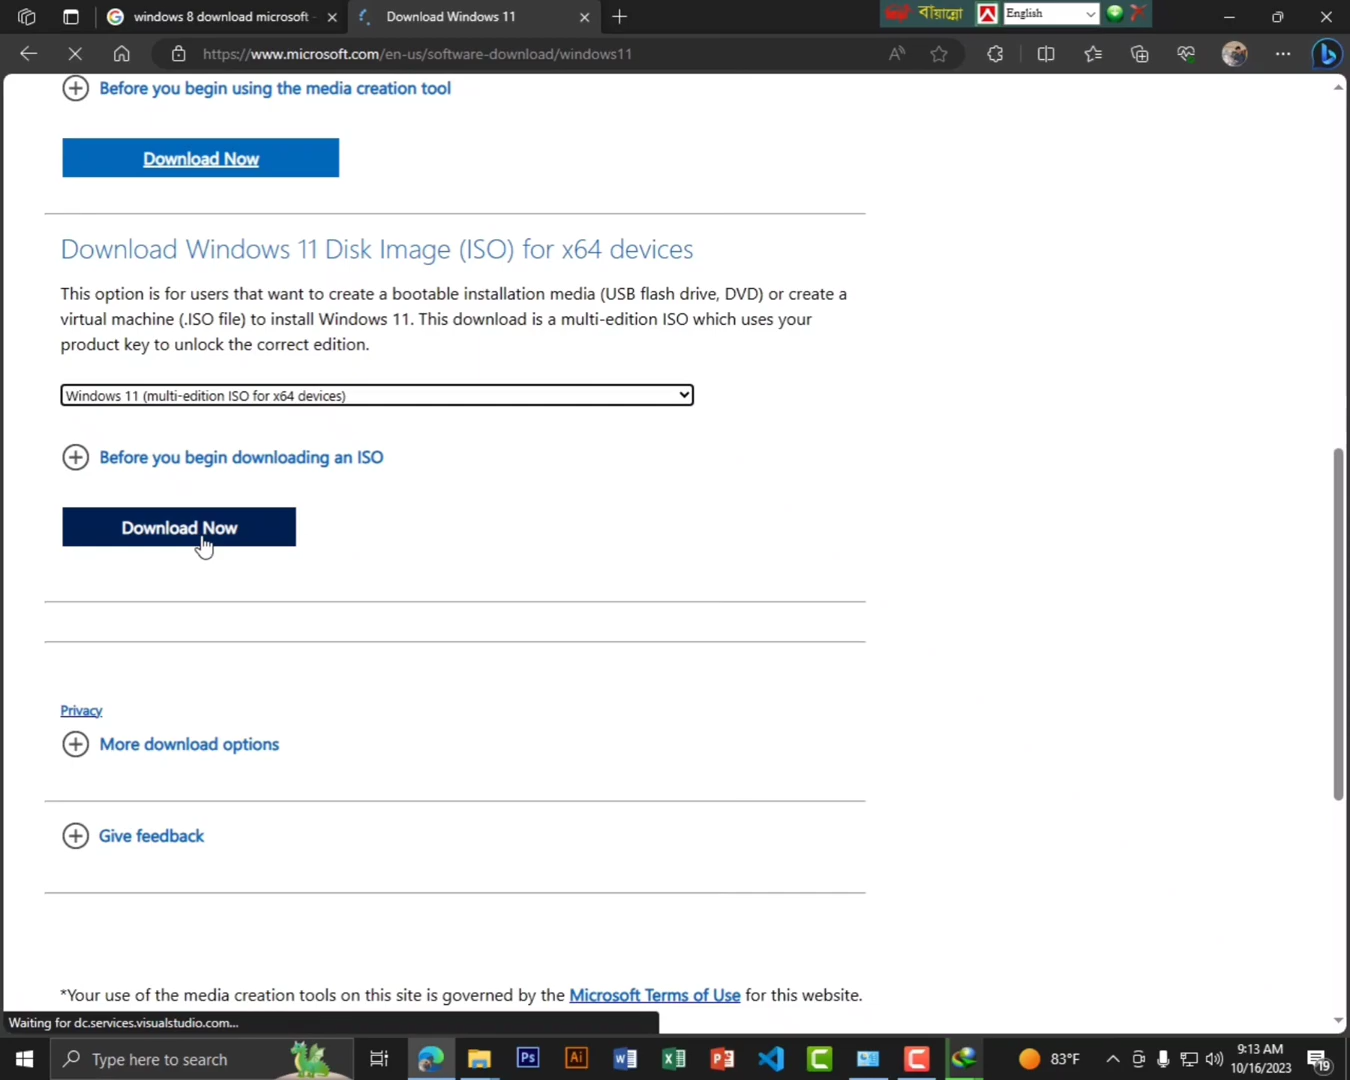 windows 8 download microsoft
Download Windows 11
বায়ান্নো
English
https://www.microsoft.com/en-us/software-download/windows11
Before you begin using the media creation tool
Download Now
Download Windows 11 Disk Image (ISO) for x64 devices
This option is for users that want to create a bootable installation media (USB flash drive, DVD) or create a
virtual machine (.ISO file) to install Windows 11. This download is a multi-edition ISO which uses your
product key to unlock the correct edition.
Windows 11 (multi-edition ISO for x64 devices)
Before you begin downloading an ISO
Download Now
Privacy
More download options
Give feedback
*Your use of the media creation tools on this site is governed by the Microsoft Terms of Use for this website.
Waiting for dc.services.visualstudio.com...
Type here to search
Ps
Ai
83°F
9:13 AM
10/16/2023
19